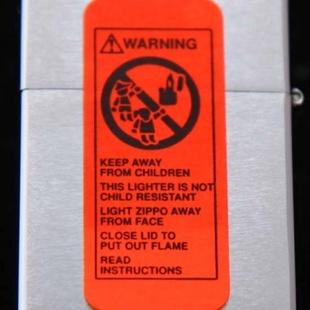 WARNING
KEEP AWAY
FROM CHILDREN
THIS LIGHTER IS NOT
CHILD RESISTANT
LIGHT ZIPPO AWAY
FROM FACE
CLOSE LID TO
PUT OUT FLAME
READ
INSTRUCTIONS